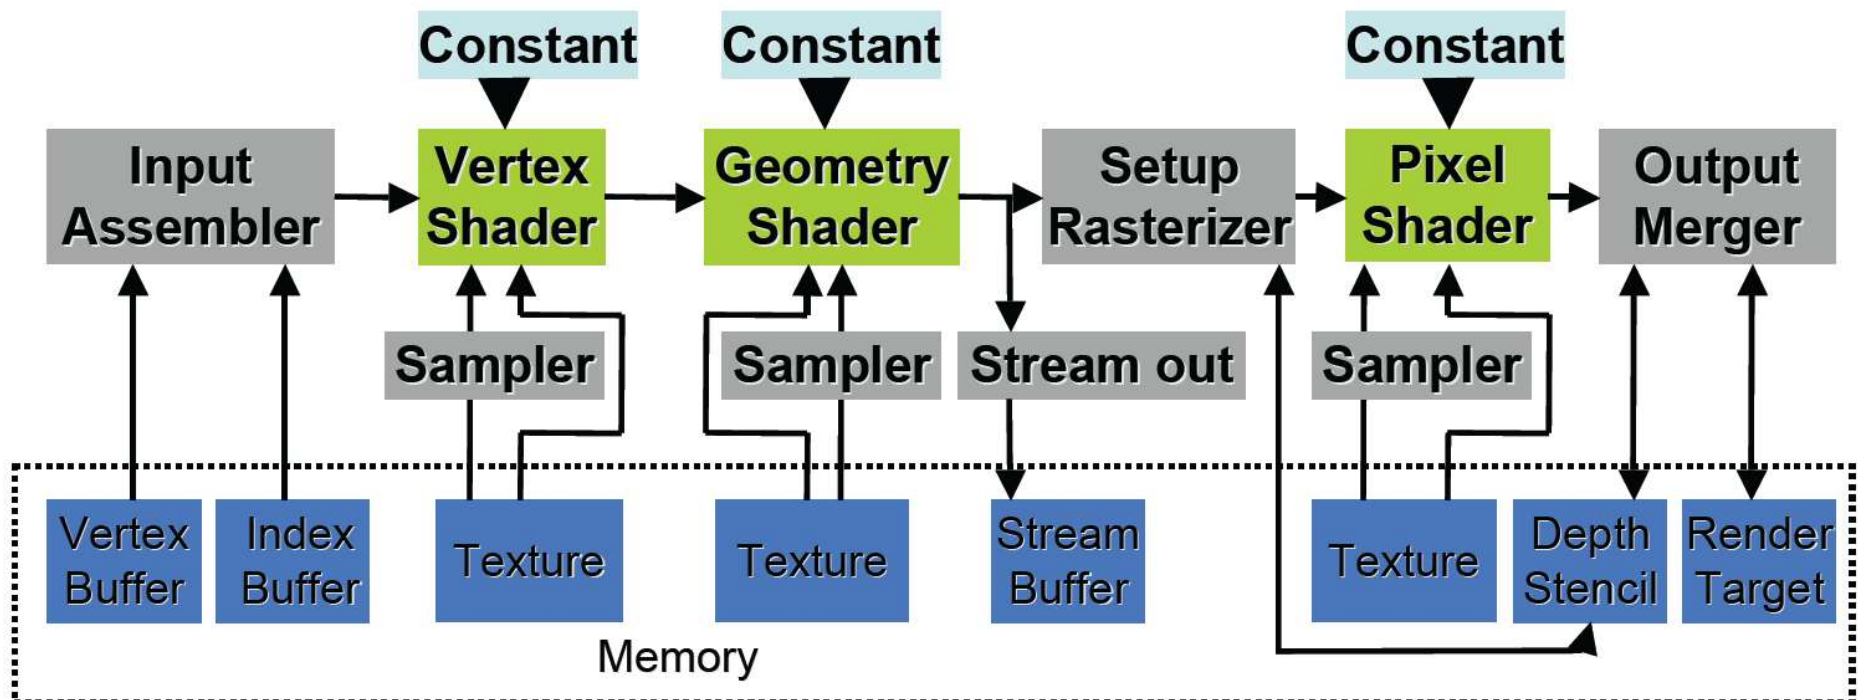 Constant
Constant
Constant
Input
Assembler
Vertex
Shader
Geometry
Shader
Setup
Rasterizer
Pixel
Shader
Output
Merger
Sampler
Sampler
Stream out
Sampler
Vertex
Buffer
Index
Buffer
Texture
Texture
Stream
Buffer
Texture
Depth
Stencil
Render
Target
Memory